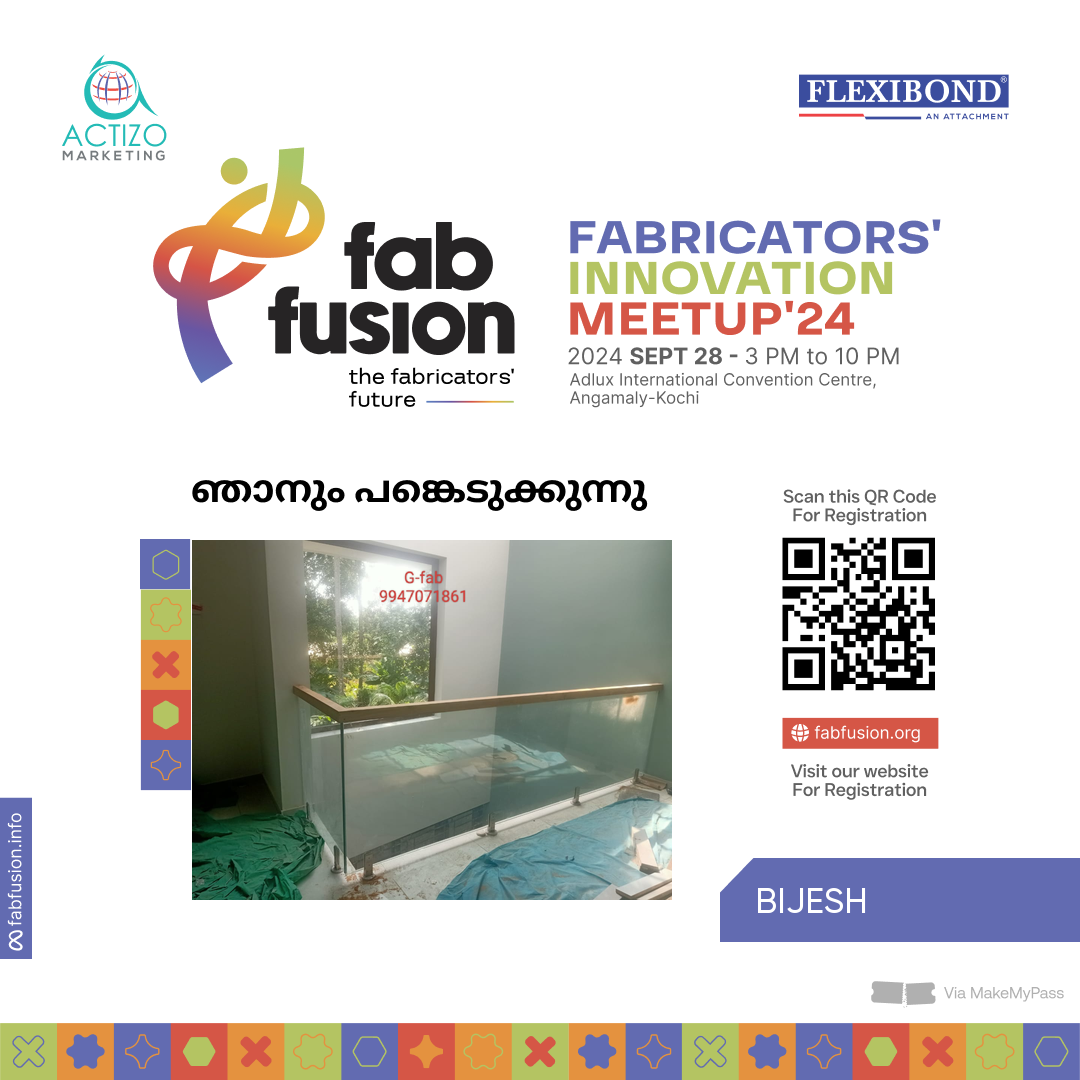 ACTIZO
MARKETING
FLEXIBOND®
AN ATTACHMENT
fab
fusion
the fabricators'
future
FABRICATORS'
INNOVATION
MEETUP'24
2024 SEPT 28 - 3 PM to 10 PM
Adlux International Convention Centre,
Angamaly-Kochi
ഞാനും പങ്കെടുക്കുന്നു
G-fab
9947071861
Scan this QR Code
For Registration
fabfusion.org
Visit our website
For Registration
fabfusion.info
BIJESH
Via MakeMyPass